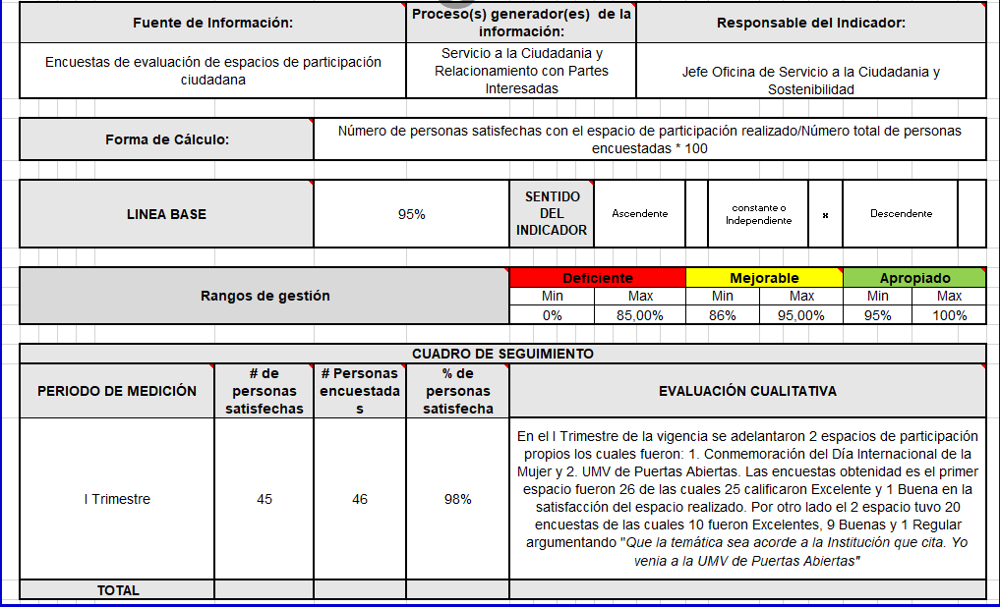 Fuente de Información:
Proceso(s) generador(es) de la
información:
Responsable del Indicador:
Encuestas de evaluación de espacios de participación
ciudadana
Servicio a la Ciudadania y
Relacionamiento con Partes
Interesadas
Jefe Oficina de Servicio a la Ciudadania y
Sostenibilidad
Forma de Cálculo:
Número de personas satisfechas con el espacio de participación realizado/Número total de personas
encuestadas * 100
LINEA BASE
95%
SENTIDO
DEL
INDICADOR
Ascendente
constante o
Independiente
x
Descendente
Rangos de gestión
Deficiente
Mejorable
Apropiado
Min Max Min Max Min Max
0% 85,00% 86% 95,00% 95% 100%
CUADRO DE SEGUIMIENTO
PERIODO DE MEDICIÓN
# de
personas
satisfechas
# Personas
encuestada
s
% de
personas
satisfecha
EVALUACIÓN CUALITATIVA
I Trimestre
45
46
98%
En el I Trimestre de la vigencia se adelantaron 2 espacios de participación
propios los cuales fueron: 1. Conmemoración del Día Internacional de la
Mujer y 2. UMV de Puertas Abiertas. Las encuestas obtenidad es el primer
espacio fueron 26 de las cuales 25 calificaron Excelente y 1 Buena en la
satisfacción del espacio realizado. Por otro lado el 2 espacio tuvo 20
encuestas de las cuales 10 fueron Excelentes, 9 Buenas y 1 Regular
argumentando "Que la temática sea acorde a la Institución que cita. Yo
venia a la UMV de Puertas Abiertas"
TOTAL